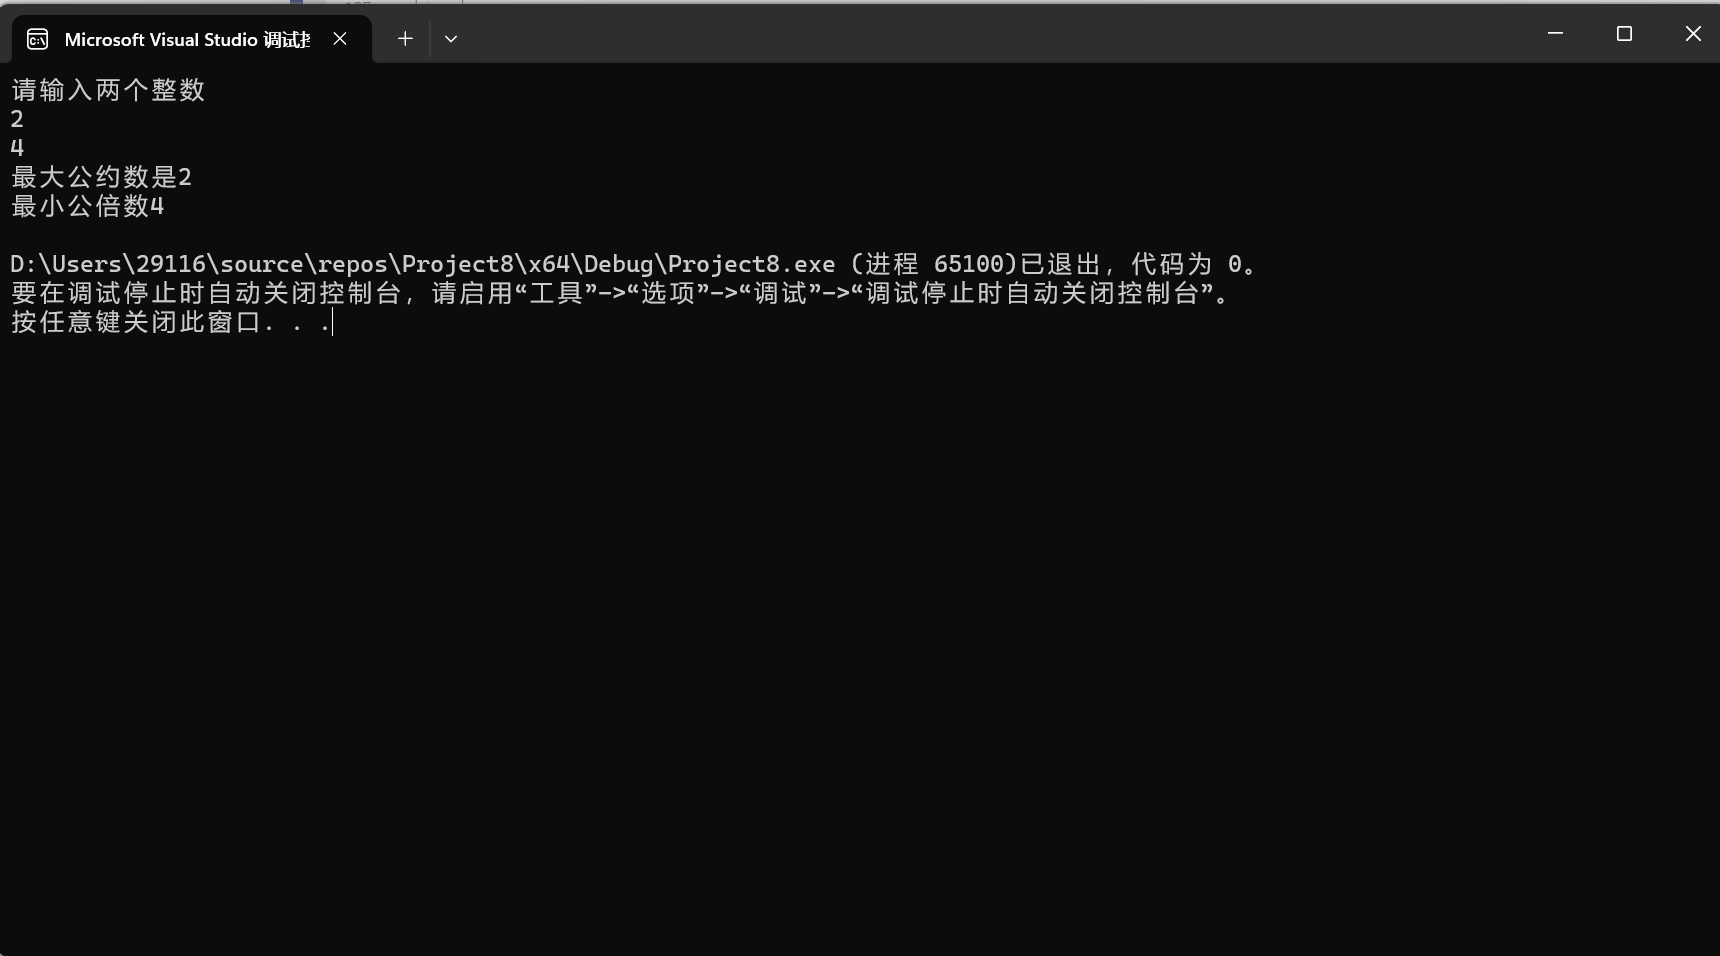 Microsoft Visual Studio 调试
请输入两个整数
2
4
最大公约数是2
最小公倍数4
D:\Users\29116\source\repos\Project8\x64\Debug\Project8.exe (进程 65100)已退出，代码为 0。
要在调试停止时自动关闭控制台，请启用“工具”->“选项”->“调试”->“调试停止时自动关闭控制台”。
按任意键关闭此窗口. . .